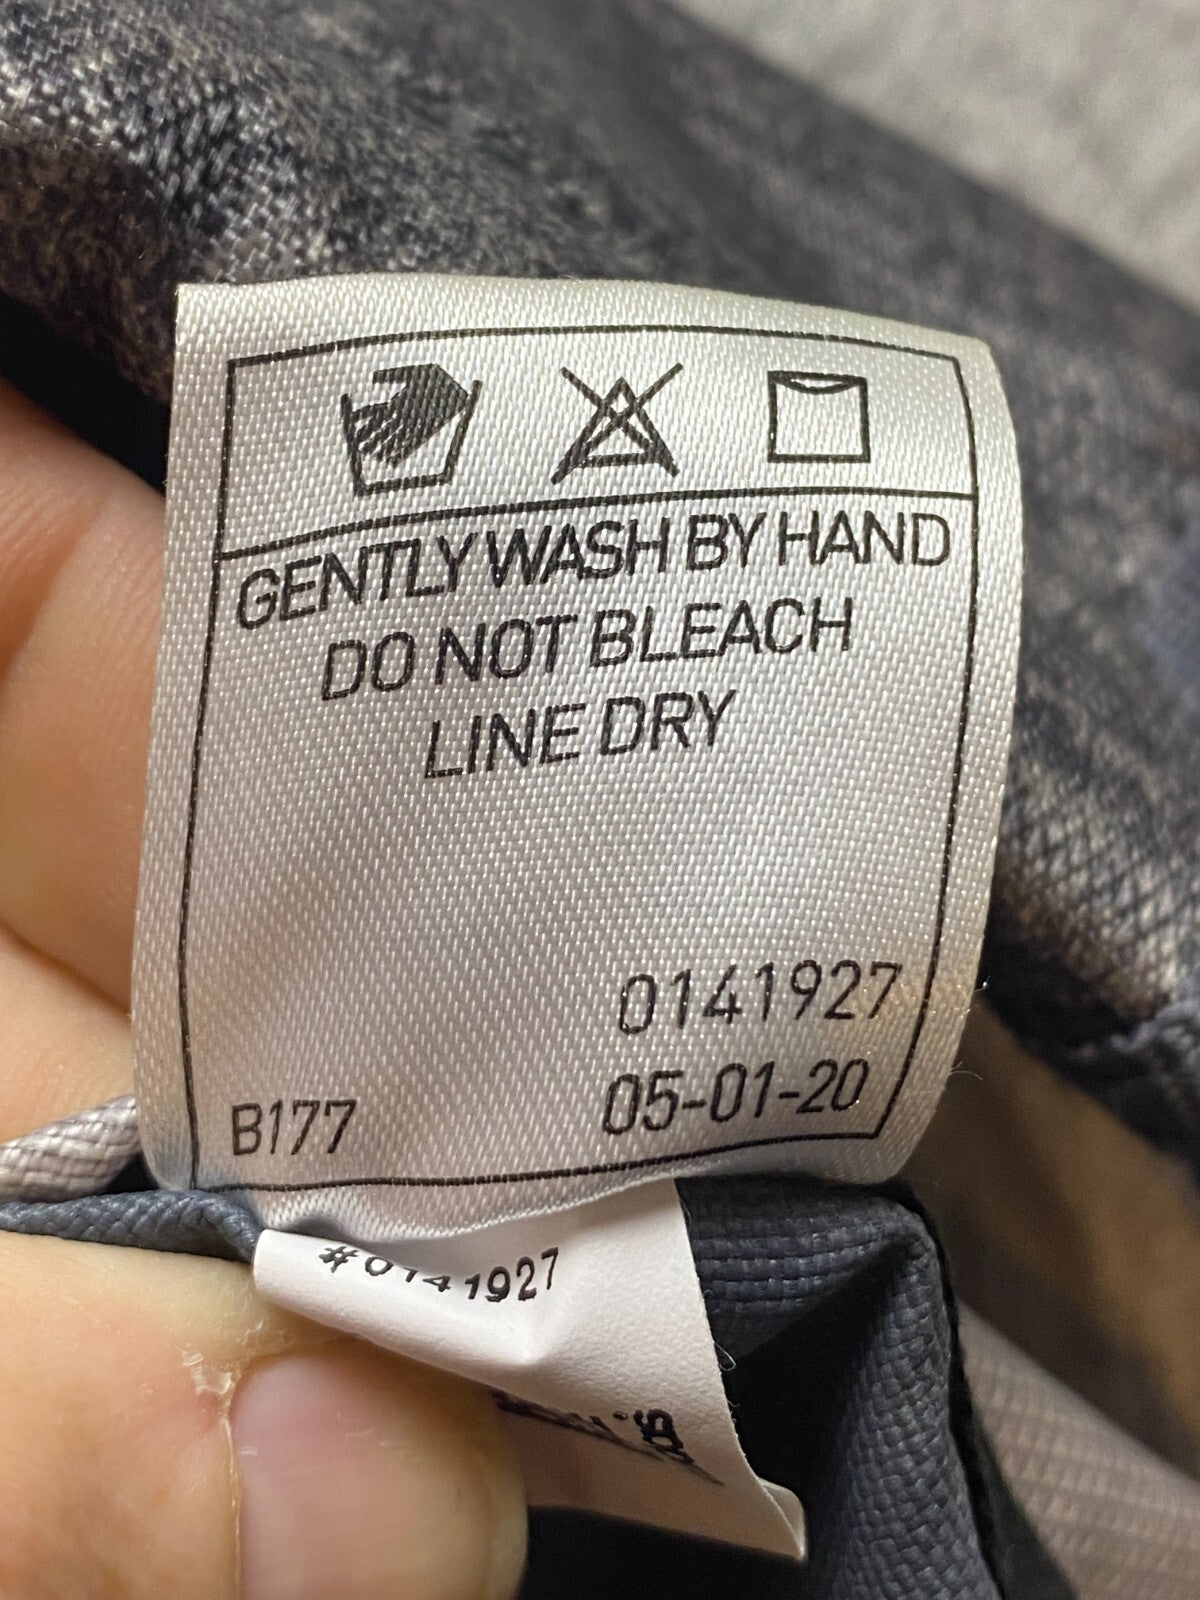 GENTLY WASH BY HAND
DO NOT BLEACH
LINE DRY
0141927
B177 05-01-20
#0141927